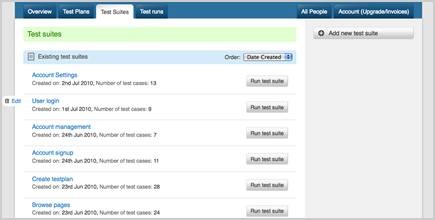 Overview Test Plans Test Suites Test runs All People Account (Upgrade/Invoices)
Test suites
Add new test suite
Existing test suites Order: Date Created
Account Settings
Created on: 2nd Jul 2010, Number of test cases: 13
Run test suite
Edit
User login
Created on: 1st Jul 2010, Number of test cases: 9
Run test suite
Account management
Created on: 24th Jun 2010, Number of test cases: 7
Run test suite
Account signup
Created on: 24th Jun 2010, Number of test cases: 11
Run test suite
Create testplan
Created on: 23rd Jun 2010, Number of test cases: 28
Run test suite
Browse pages
Created on: 23rd Jun 2010, Number of test cases: 24
Run test suite